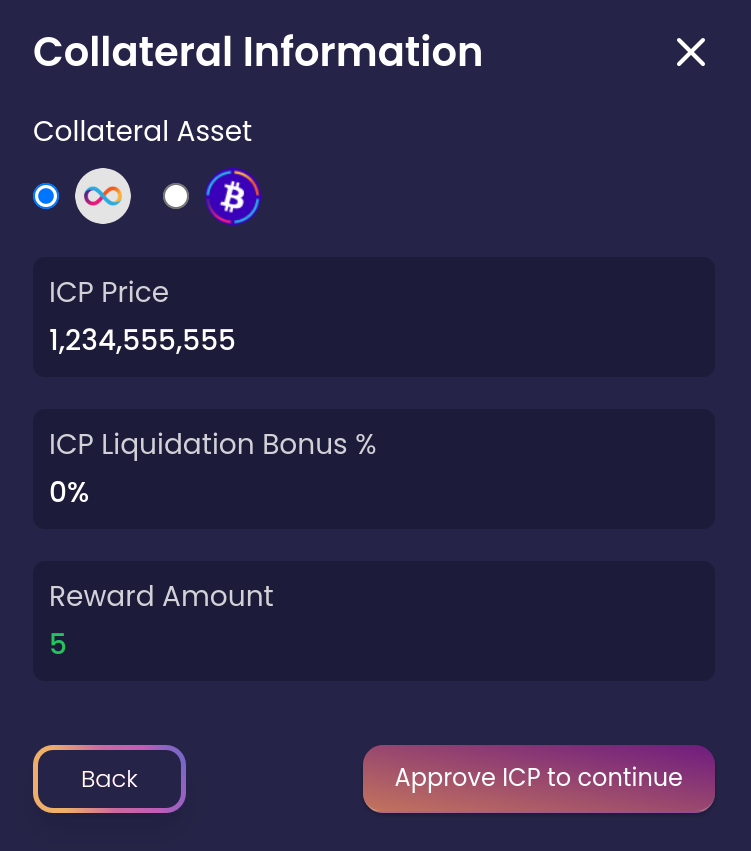 Collateral Information
Collateral Asset
ICP Price
1,234,555,555
ICP Liquidation Bonus %
0%
Reward Amount
5
Back
Approve ICP to continue